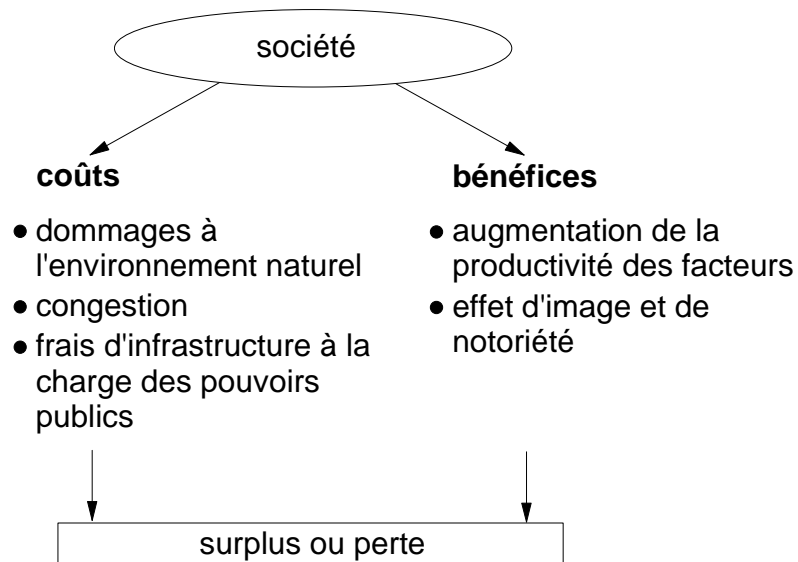 société
coûts
• dommages à
l'environnement naturel
• congestion
• frais d'infrastructure à la
charge des pouvoirs
publics
bénéfices
• augmentation de la
productivité des facteurs
• effet d'image et de
notoriété
surplus ou perte